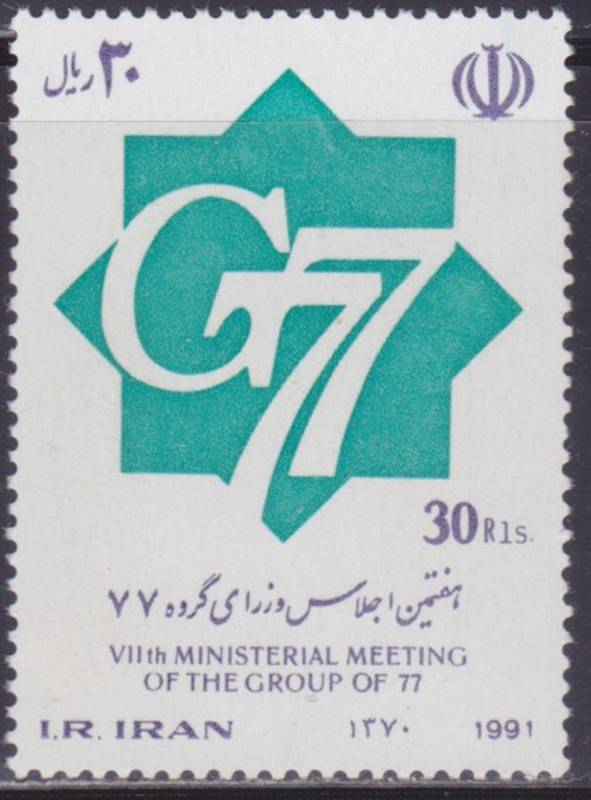 ۳۰ ریال
G77
30 Rls.
هفتمین اجلاس وزرای گروه ۷۷
VIIth MINISTERIAL MEETING
OF THE GROUP OF 77
I.R. IRAN ۱۳۷۰ 1991